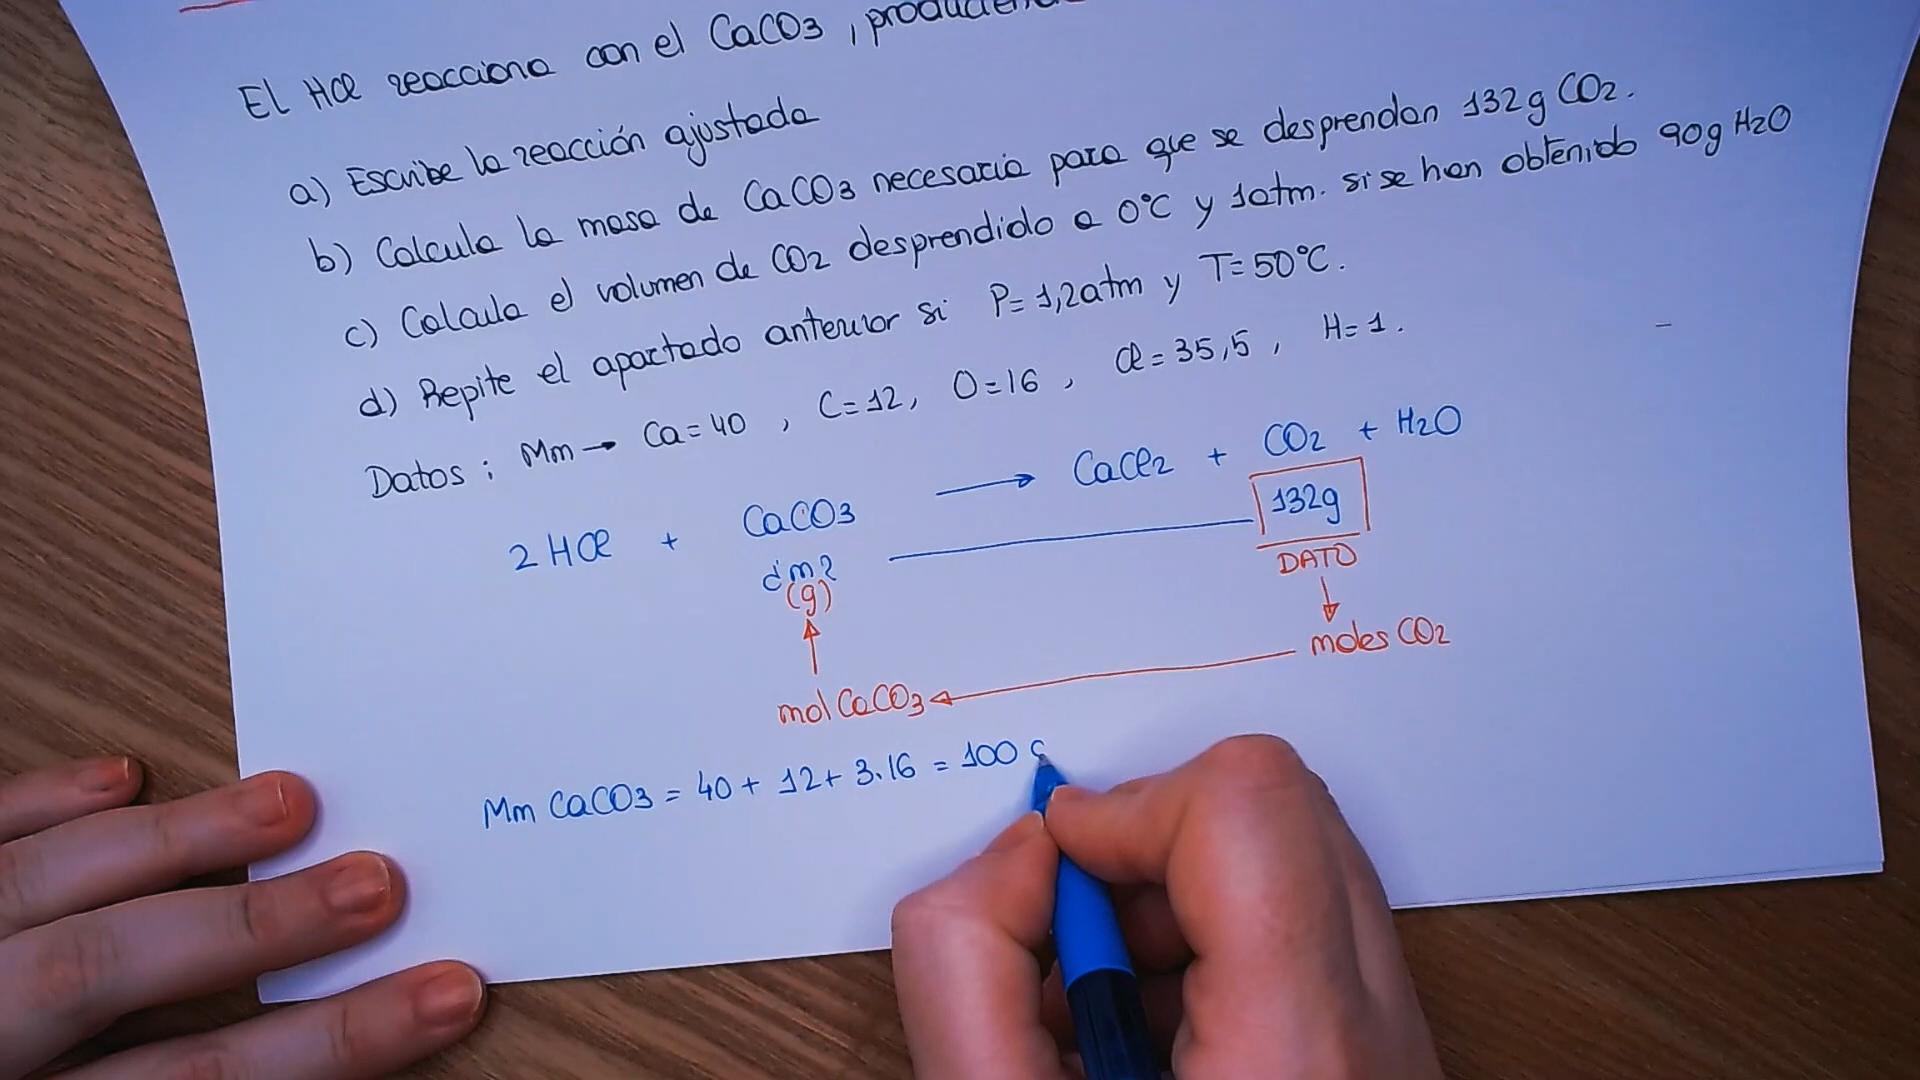 El HCl reacciona con el CaCO3, producien
a) Escribe la reacción ajustada
b) Calcula la masa de CaCO3 necesaria para que se desprendan 132g CO2.
c) Calcula el volumen de CO2 desprendido a 0°C y 1atm. si se han obtenido 90g H2O
d) Repite el apartado anterior si P=1,2atm y T=50°C.
Datos: Mm → Ca=40, C=12, O=16, Cl=35,5, H=1.
2 HCl + CaCO3 → CaCl2 + CO2 + H2O
¿m? 132g
(g) DATO
moles CO2
mol CaCO3
Mm CaCO3 = 40 + 12 + 3·16 = 100